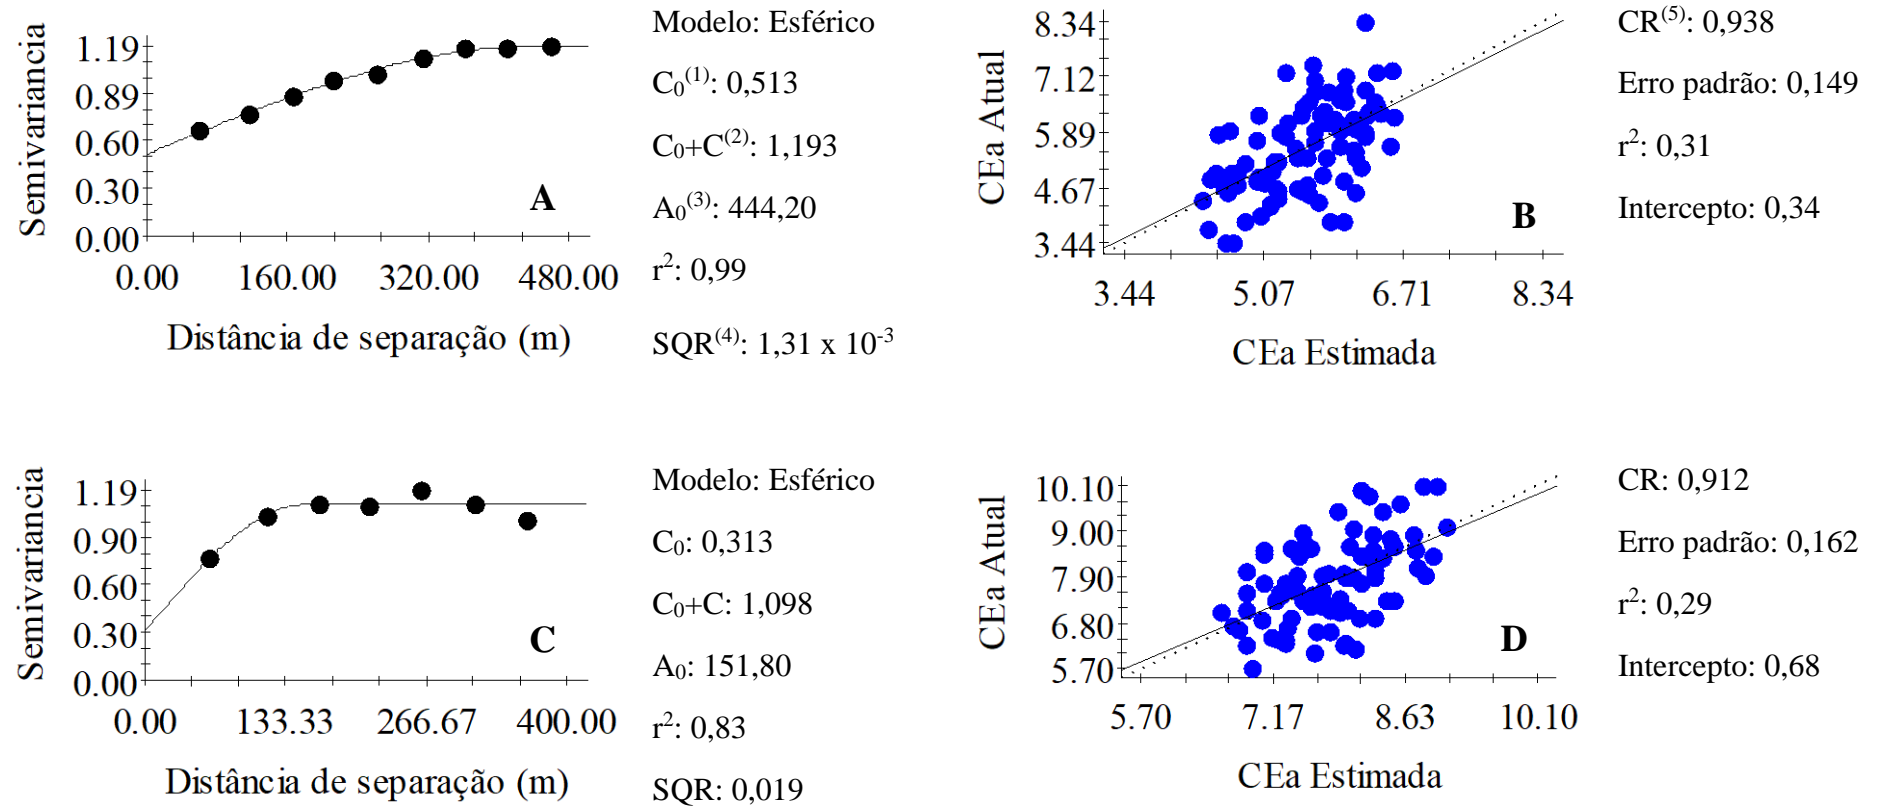 Semivariancia
1.19
0.89
0.60
0.30
0.00
A
0.00 160.00 320.00 480.00
Distância de separação (m)
Modelo: Esférico
C₀⁽¹⁾: 0,513
C₀+C⁽²⁾: 1,193
A₀⁽³⁾: 444,20
r²: 0,99
SQR⁽⁴⁾: 1,31 x 10⁻³
CEa Atual
8.34
7.12
5.89
4.67
3.44
B
3.44 5.07 6.71 8.34
CEa Estimada
CR⁽⁵⁾: 0,938
Erro padrão: 0,149
r²: 0,31
Intercepto: 0,34
Semivariancia
1.19
0.90
0.60
0.30
0.00
C
0.00 133.33 266.67 400.00
Distância de separação (m)
Modelo: Esférico
C₀: 0,313
C₀+C: 1,098
A₀: 151,80
r²: 0,83
SQR: 0,019
CEa Atual
10.10
9.00
7.90
6.80
5.70
D
5.70 7.17 8.63 10.10
CEa Estimada
CR: 0,912
Erro padrão: 0,162
r²: 0,29
Intercepto: 0,68